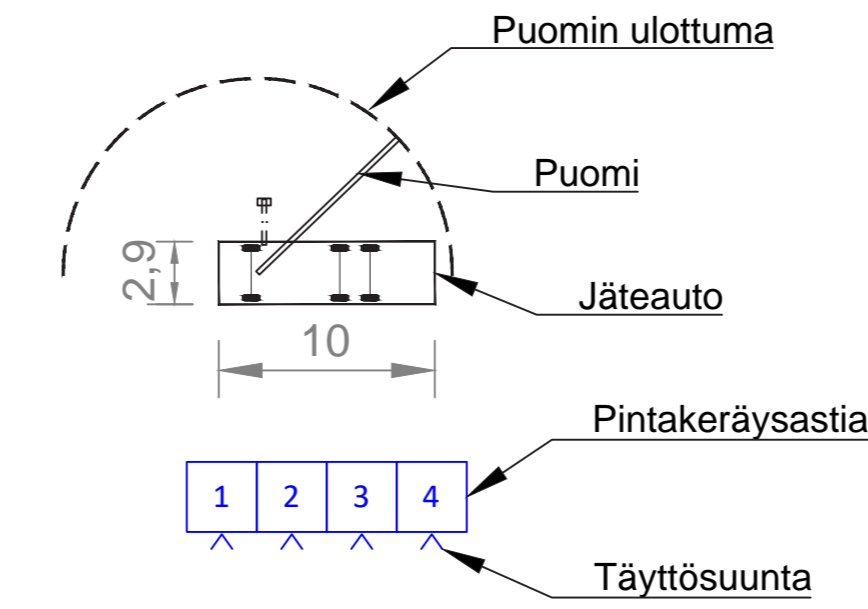 Puomin ulottuma
Puomi
2,9
Jäteauto
10
Pintakeräysastia
1 2 3 4
Täyttösuunta